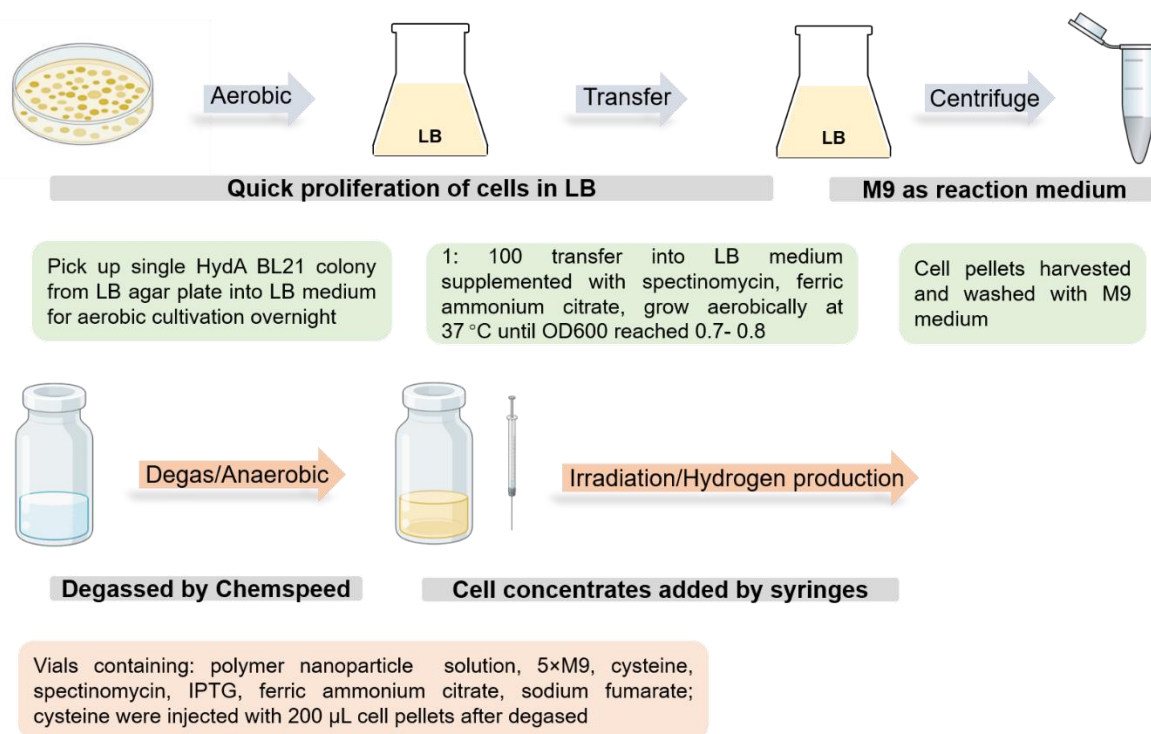 Aerobic
Transfer
Centrifuge
LB
LB
Quick proliferation of cells in LB
M9 as reaction medium
Pick up single HydA BL21 colony
from LB agar plate into LB medium
for aerobic cultivation overnight
1: 100 transfer into LB medium
supplemented with spectinomycin, ferric
ammonium citrate, grow aerobically at
37 °C until OD600 reached 0.7- 0.8
Cell pellets harvested
and washed with M9
medium
Degas/Anaerobic
Irradiation/Hydrogen production
Degassed by Chemspeed
Cell concentrates added by syringes
Vials containing: polymer nanoparticle solution, 5×M9, cysteine,
spectinomycin, IPTG, ferric ammonium citrate, sodium fumarate;
cysteine were injected with 200 µL cell pellets after degased